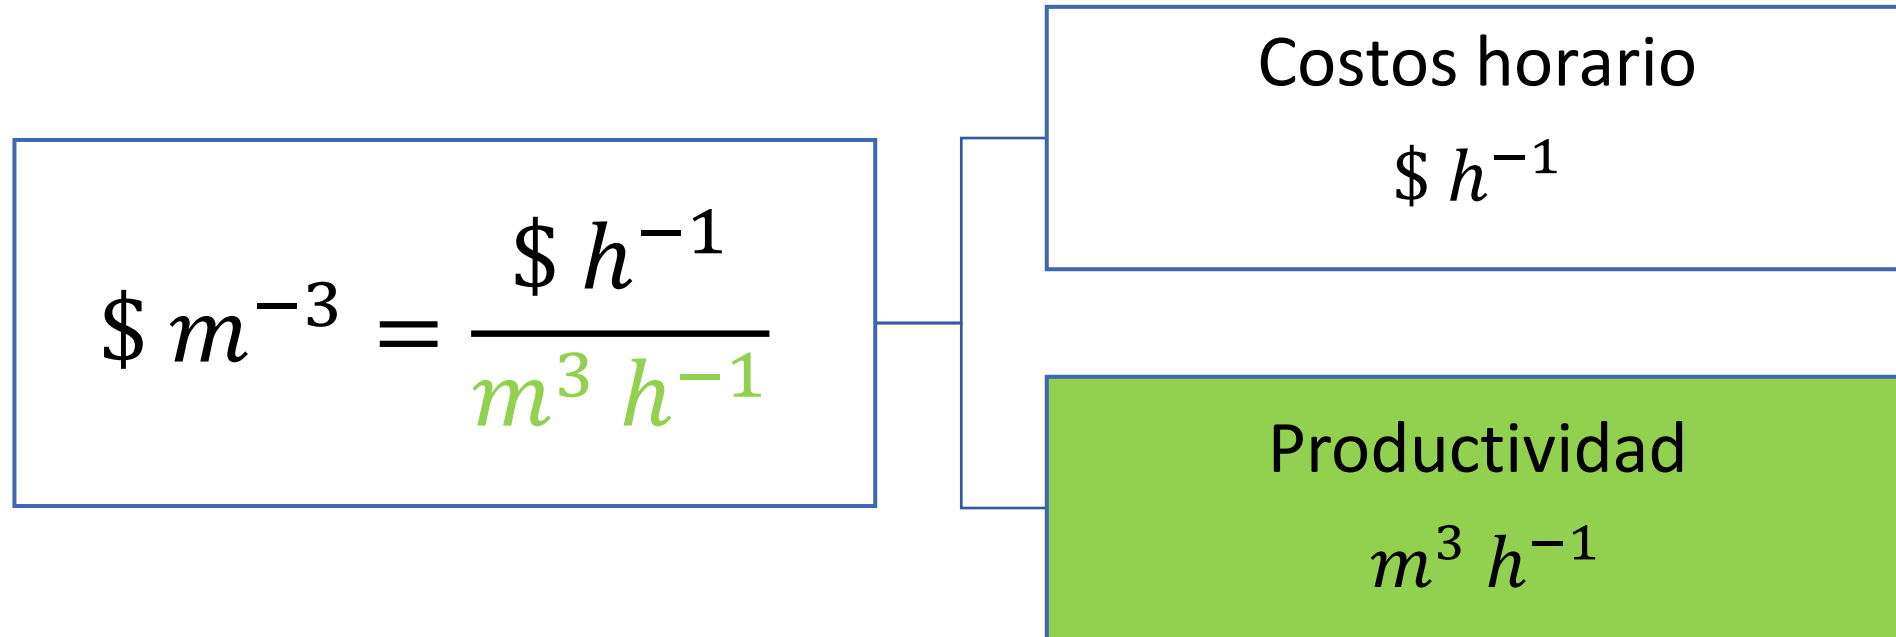 $ m⁻³ = $ h⁻¹ / m³ h⁻¹
Costos horario
$ h⁻¹
Productividad
m³ h⁻¹